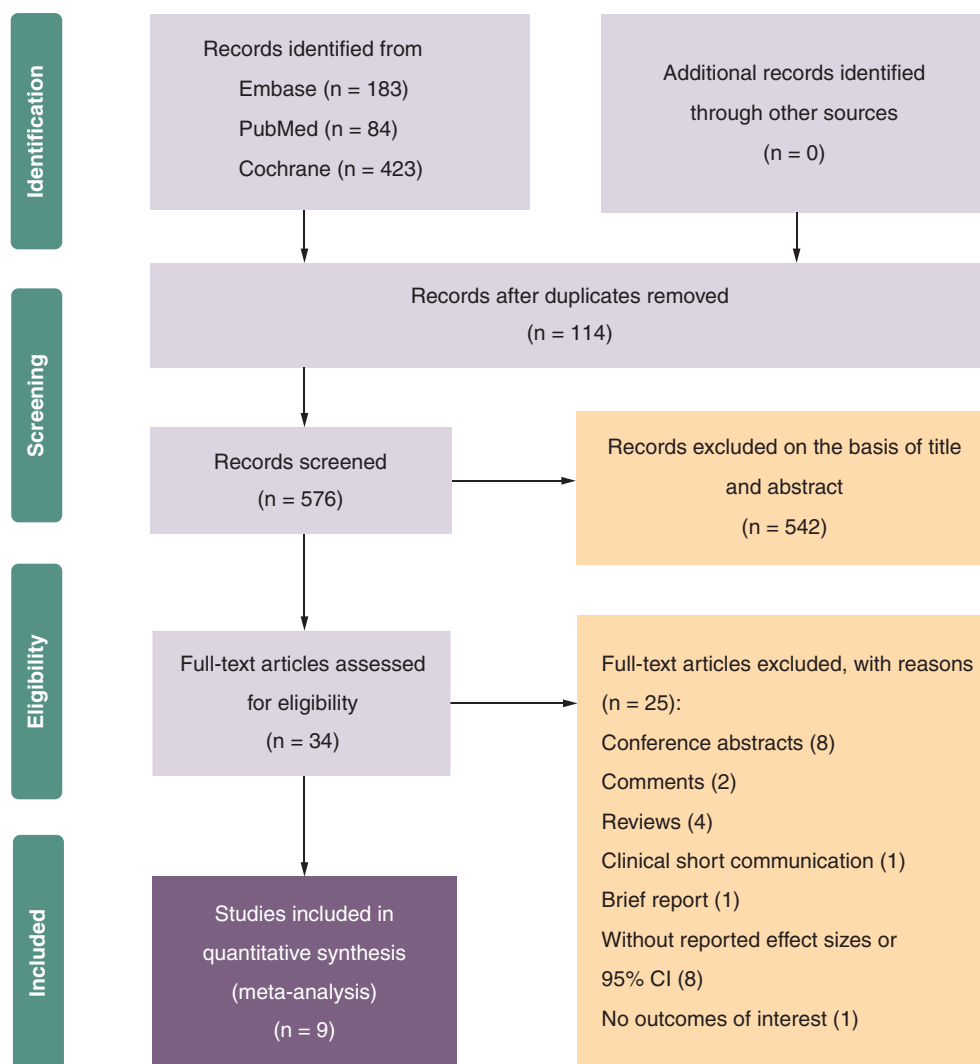 Identification
Records identified from
Embase (n = 183)
PubMed (n = 84)
Cochrane (n = 423)
Additional records identified
through other sources
(n = 0)
Screening
Records after duplicates removed
(n = 114)
Records screened
(n = 576)
Records excluded on the basis of title
and abstract
(n = 542)
Eligibility
Full-text articles assessed
for eligibility
(n = 34)
Full-text articles excluded, with reasons
(n = 25):
Conference abstracts (8)
Comments (2)
Reviews (4)
Clinical short communication (1)
Brief report (1)
Without reported effect sizes or
95% CI (8)
No outcomes of interest (1)
Included
Studies included in
quantitative synthesis
(meta-analysis)
(n = 9)